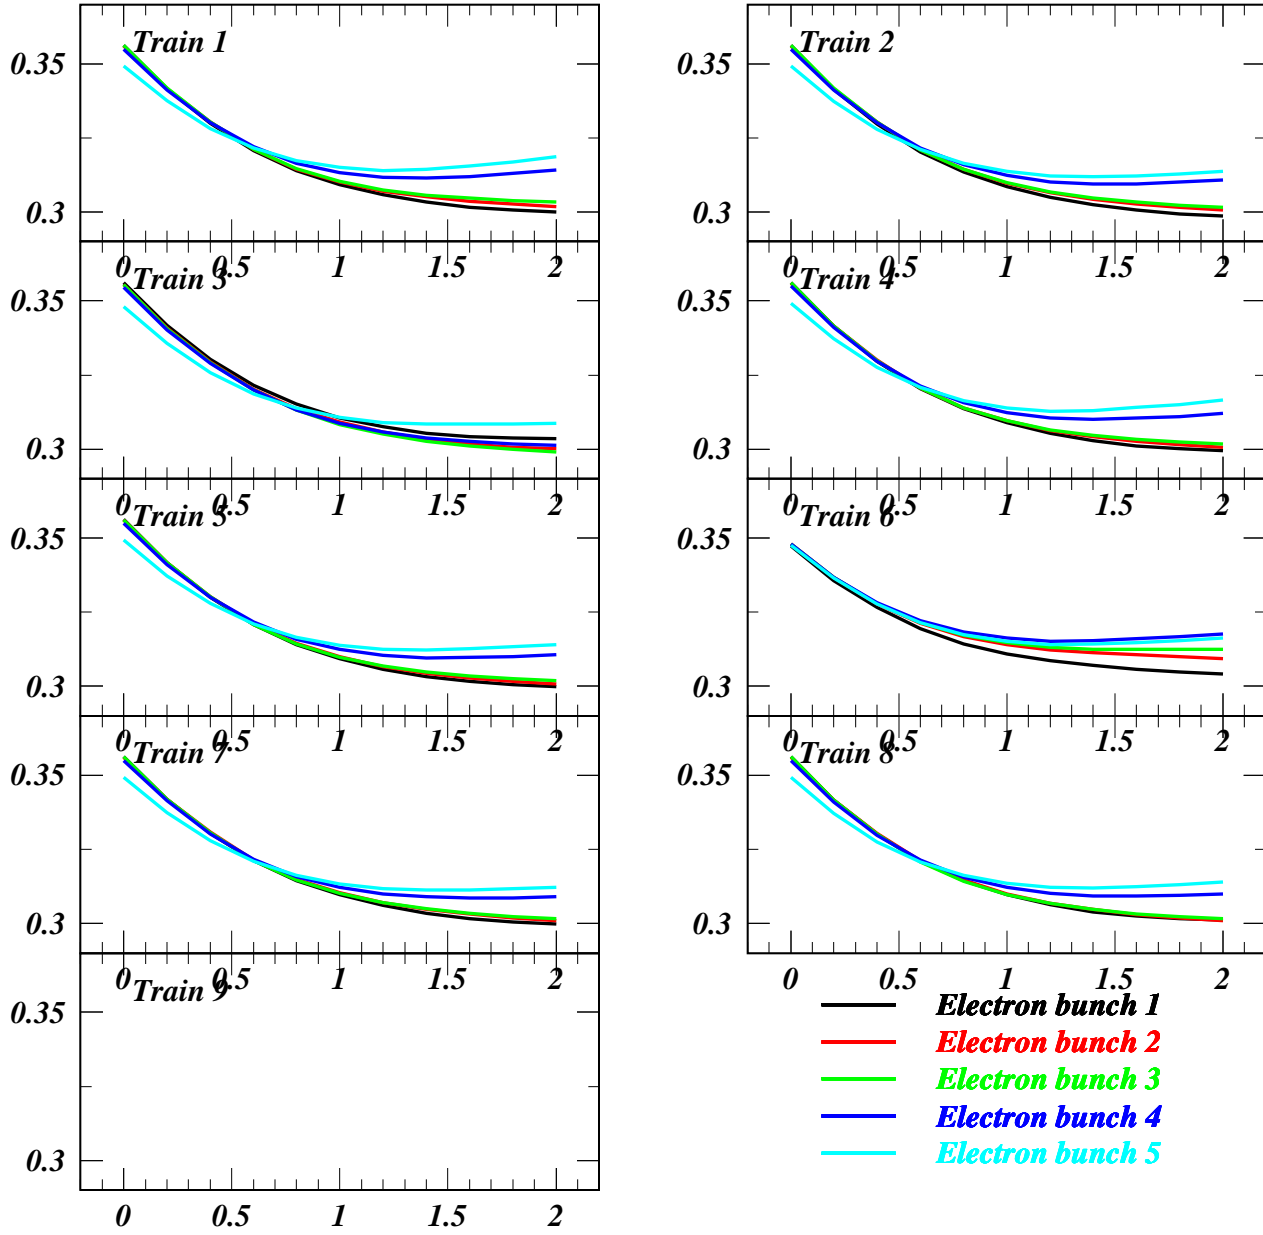 Train 1
Train 2
0.35
0.35
0.3
0.3
0 0.5 1 1.5 2
0 0.5 1 1.5 2
Train 3
Train 4
0.35
0.35
0.3
0.3
0 0.5 1 1.5 2
0 0.5 1 1.5 2
Train 5
Train 6
0.35
0.35
0.3
0.3
0 0.5 1 1.5 2
0 0.5 1 1.5 2
Train 7
Train 8
0.35
0.35
0.3
0.3
0 0.5 1 1.5 2
0 0.5 1 1.5 2
Train 9
0.35
0.3
0 0.5 1 1.5 2
Electron bunch 1
Electron bunch 2
Electron bunch 3
Electron bunch 4
Electron bunch 5